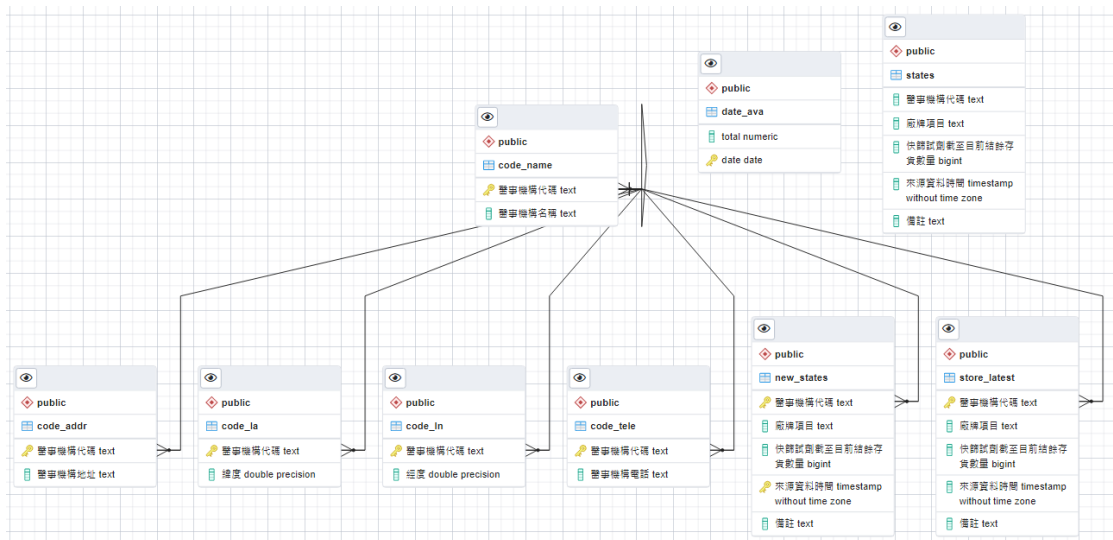 public
states
醫事機構代碼 text
廠牌項目 text
快篩試劑截至目前結餘存
貨數量 bigint
來源資料時間 timestamp
without time zone
備註 text
public
date_ava
total numeric
date date
public
code_name
醫事機構代碼 text
醫事機構名稱 text
public
code_addr
醫事機構代碼 text
醫事機構地址 text
public
code_la
醫事機構代碼 text
緯度 double precision
public
code_ln
醫事機構代碼 text
經度 double precision
public
code_tele
醫事機構代碼 text
醫事機構電話 text
public
new_states
醫事機構代碼 text
廠牌項目 text
快篩試劑截至目前結餘存
貨數量 bigint
來源資料時間 timestamp
without time zone
備註 text
public
store_latest
醫事機構代碼 text
廠牌項目 text
快篩試劑截至目前結餘存
貨數量 bigint
來源資料時間 timestamp
without time zone
備註 text